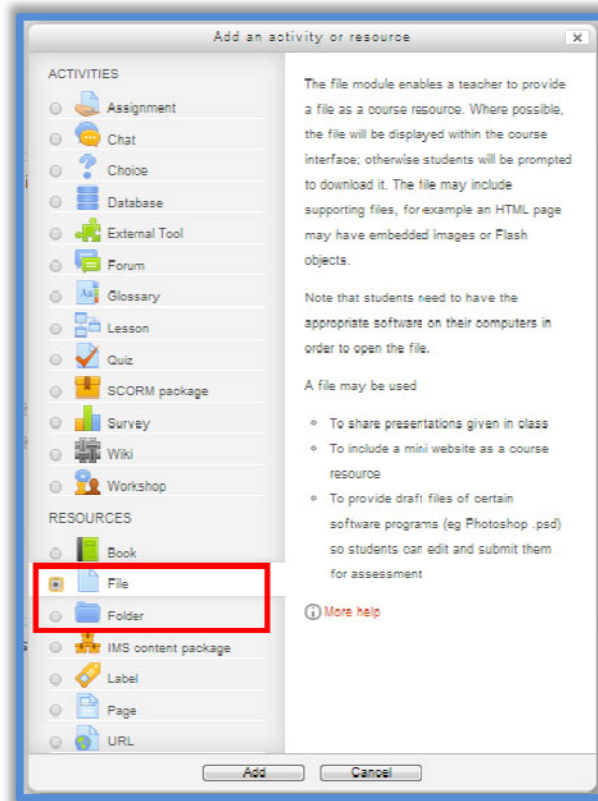 Add an activity or resource
ACTIVITIES
Assignment
Chat
Choice
Database
External Tool
Forum
Glossary
Lesson
Quiz
SCORM package
Survey
Wiki
Workshop
RESOURCES
Book
File
Folder
IMS content package
Label
Page
URL
The file module enables a teacher to provide
a file as a course resource. Where possible,
the file will be displayed within the course
interface; otherwise students will be prompted
to download it. The file may include
supporting files, for example an HTML page
may have embedded images or Flash
objects.
Note that students need to have the
appropriate software on their computers in
order to open the file.
A file may be used
To share presentations given in class
To include a mini website as a course
resource
To provide draft files of certain
software programs (eg Photoshop .psd)
so students can edit and submit them
for assessment
More help
Add
Cancel